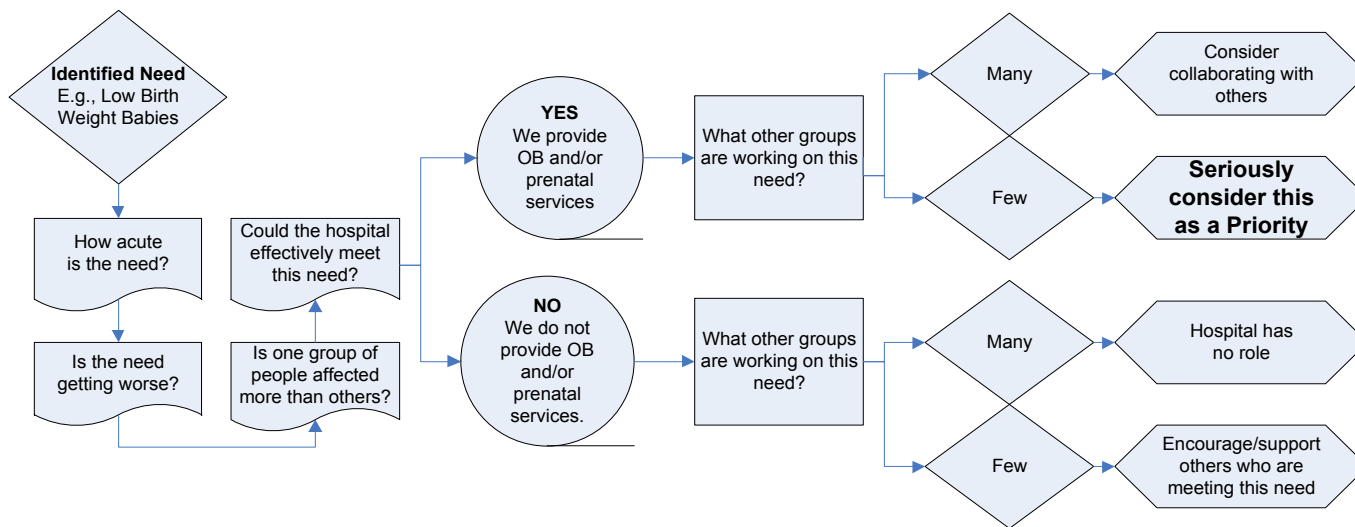 Identified Need
E.g., Low Birth
Weight Babies
How acute
is the need?
Is the need
getting worse?
Is one group of
people affected
more than others?
Could the hospital
effectively meet
this need?
YES
We provide
OB and/or
prenatal
services
What other groups
are working on this
need?
Many
Consider
collaborating with
others
Few
Seriously
consider this
as a Priority
NO
We do not
provide OB
and/or
prenatal
services.
What other groups
are working on this
need?
Many
Hospital has
no role
Few
Encourage/support
others who are
meeting this need